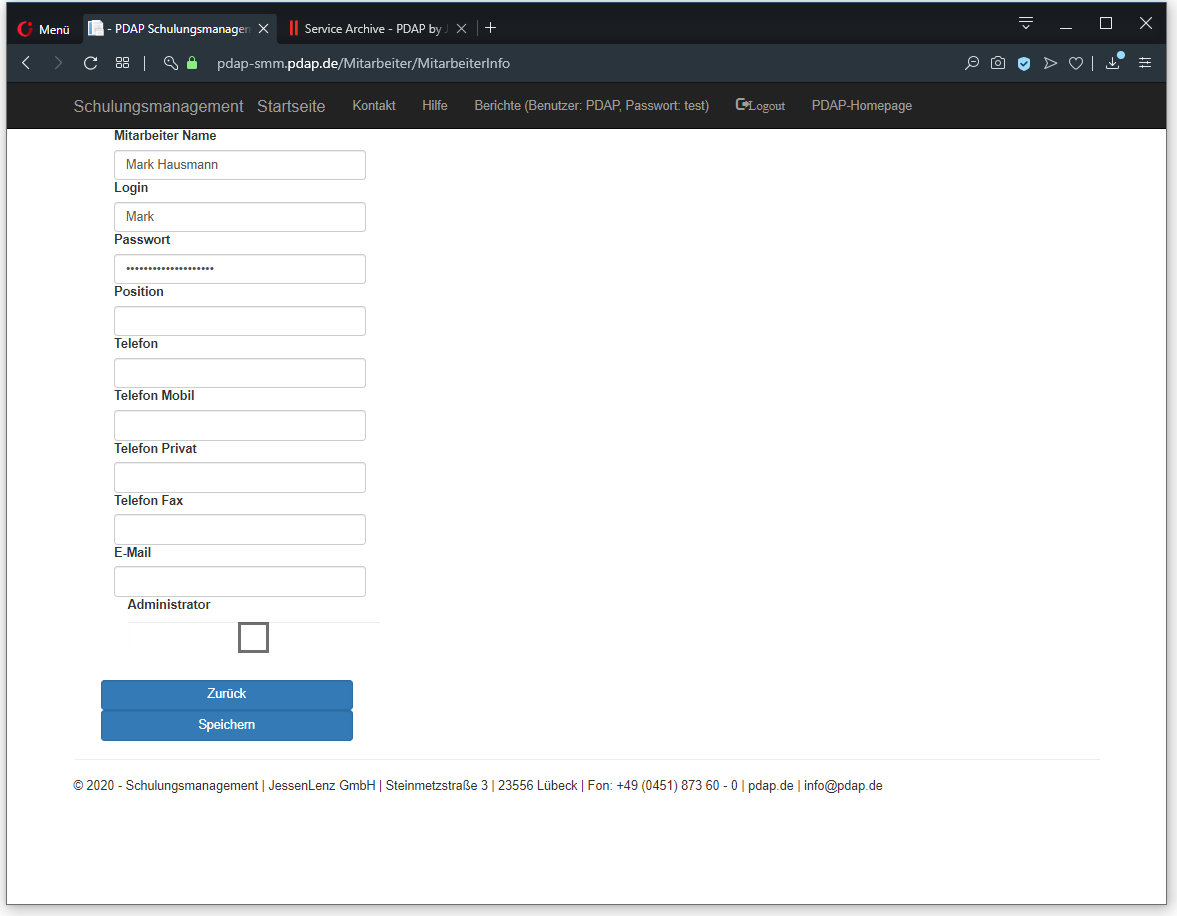 Menü
- PDAP Schulungsmanagem
Service Archive - PDAP by J
pdap-smm.pdap.de/Mitarbeiter/MitarbeiterInfo
Schulungsmanagement Startseite Kontakt Hilfe Berichte (Benutzer: PDAP, Passwort: test) Logout PDAP-Homepage
Mitarbeiter Name
Mark Hausmann
Login
Mark
Passwort
••••••••••••••••••••
Position
Telefon
Telefon Mobil
Telefon Privat
Telefon Fax
E-Mail
Administrator
Zurück
Speichern
© 2020 - Schulungsmanagement | JessenLenz GmbH | Steinmetzstraße 3 | 23556 Lübeck | Fon: +49 (0451) 873 60 - 0 | pdap.de | info@pdap.de